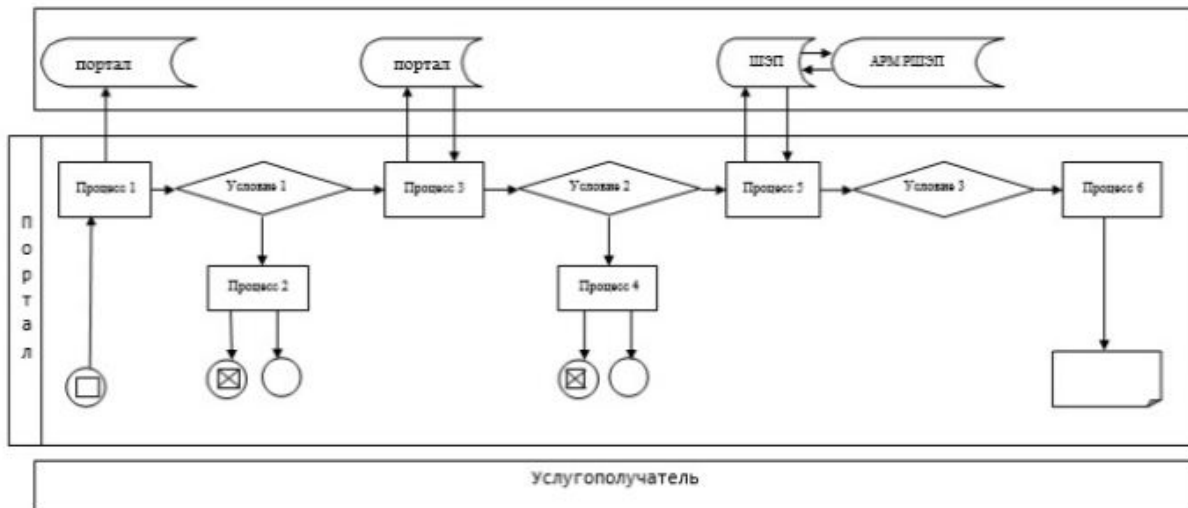 портал
портал
ШЭП
АРМ РШЭП
Портал
Процесс 1
Условие 1
Процесс 3
Условие 2
Процесс 5
Условие 3
Процесс 6
Процесс 2
Процесс 4
Услугополучатель